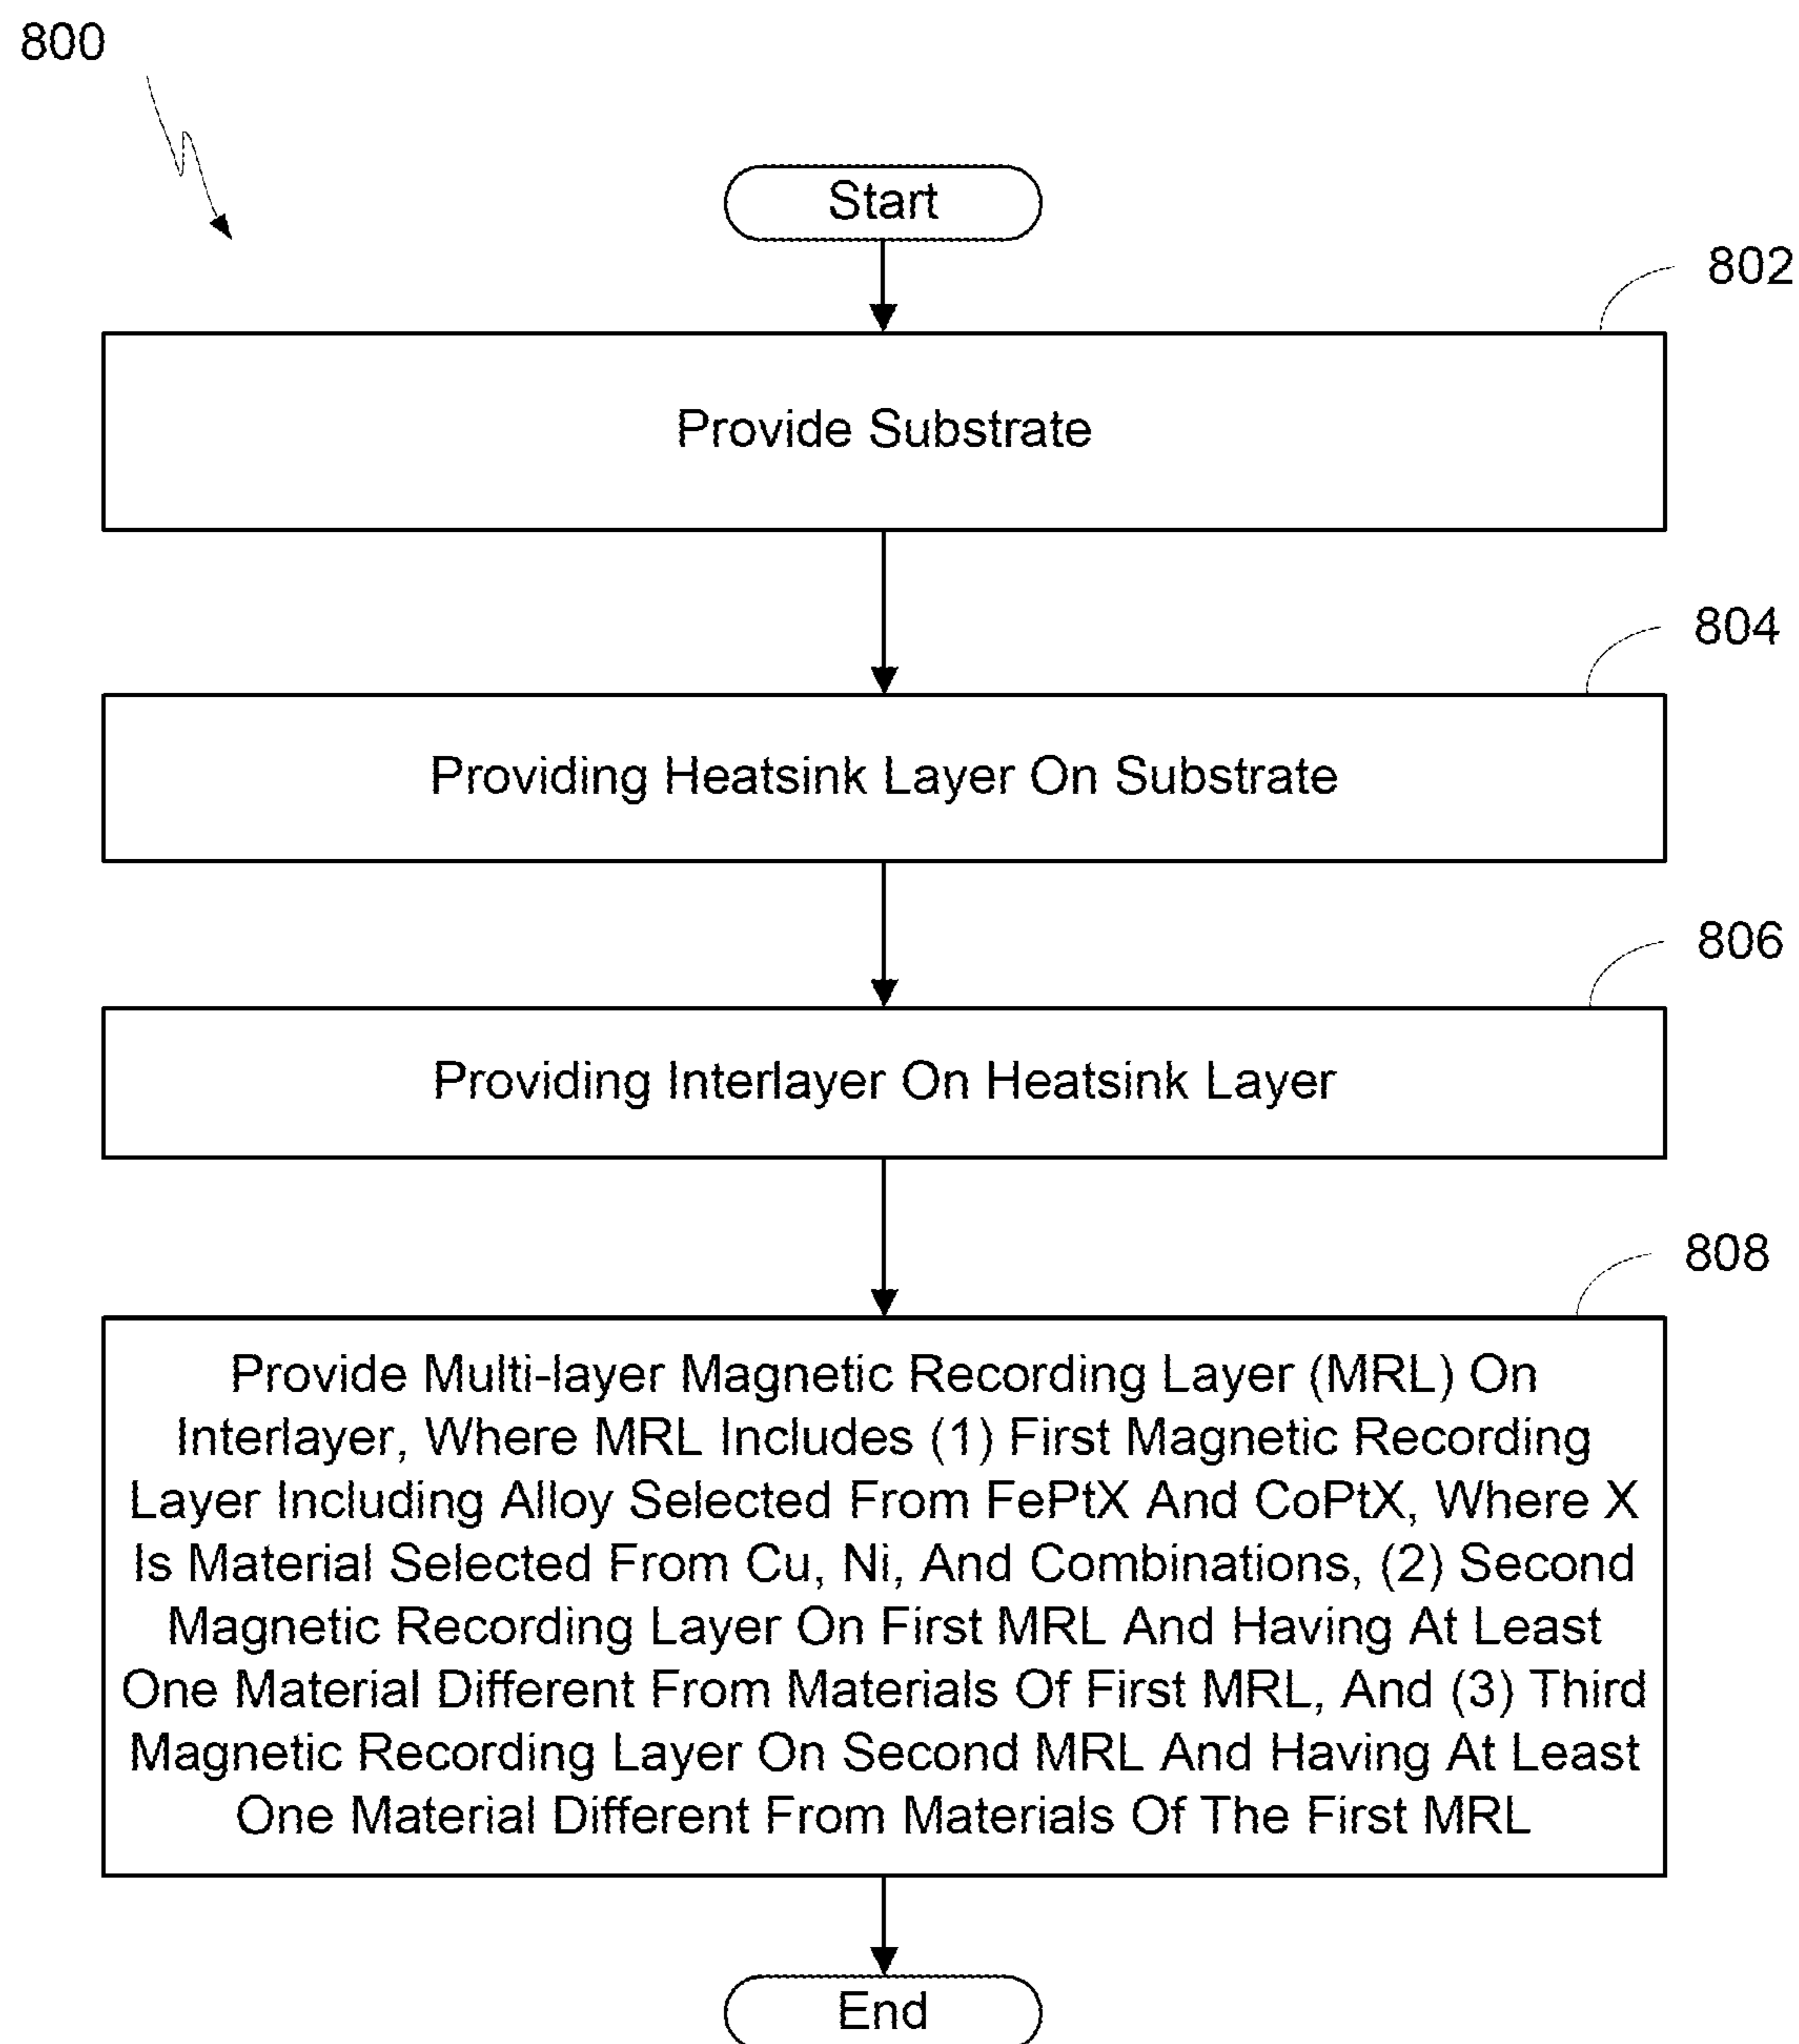 800
Start
802
Provide Substrate
804
Providing Heatsink Layer On Substrate
806
Providing Interlayer On Heatsink Layer
808
Provide Multi-layer Magnetic Recording Layer (MRL) On
Interlayer, Where MRL Includes (1) First Magnetic Recording
Layer Including Alloy Selected From FePtX And CoPtX, Where X
Is Material Selected From Cu, Ni, And Combinations, (2) Second
Magnetic Recording Layer On First MRL And Having At Least
One Material Different From Materials Of First MRL, And (3) Third
Magnetic Recording Layer On Second MRL And Having At Least
One Material Different From Materials Of The First MRL
End